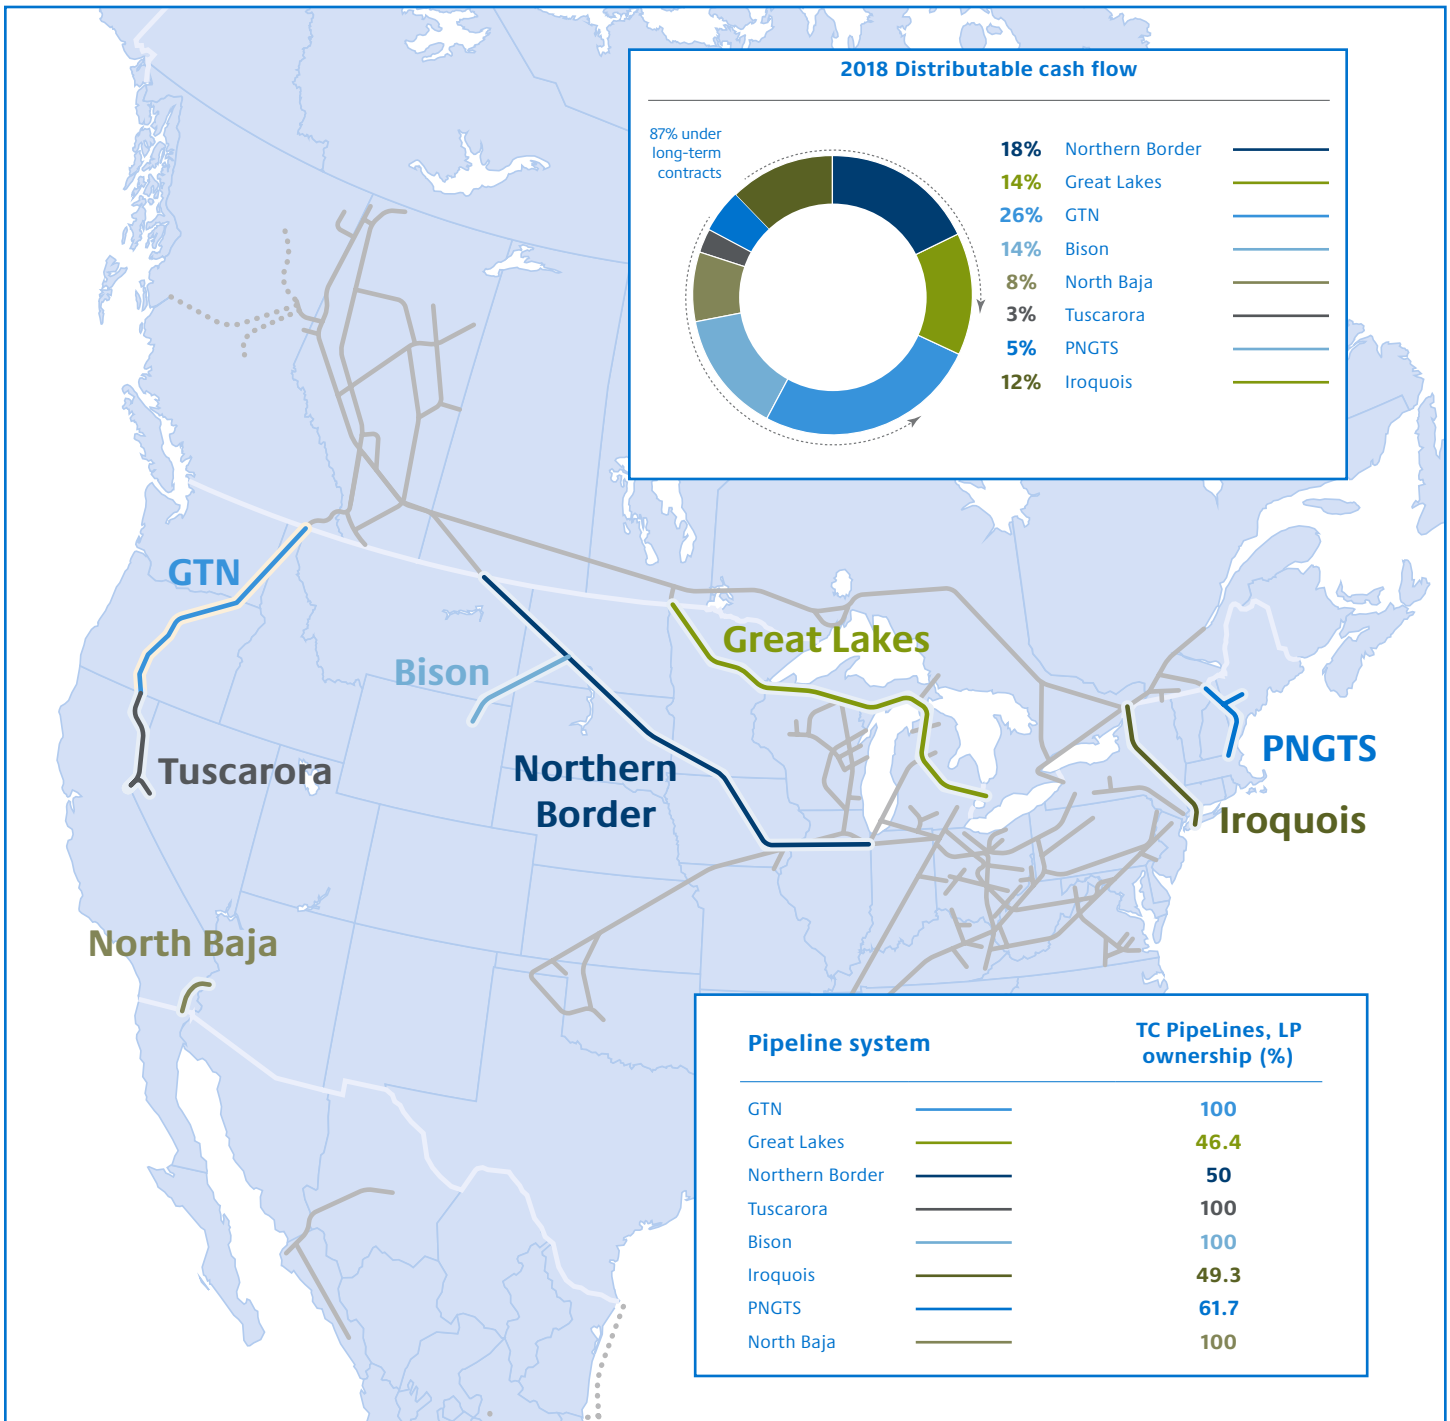 2018 Distributable cash flow
87% under
long-term
contracts
18% Northern Border
14% Great Lakes
26% GTN
14% Bison
8% North Baja
3% Tuscarora
5% PNGTS
12% Iroquois
GTN
Great Lakes
Bison
Northern
Border
PNGTS
Tuscarora
Iroquois
North Baja
Pipeline system TC PipeLines, LP
ownership (%)
GTN 100
Great Lakes 46.4
Northern Border 50
Tuscarora 100
Bison 100
Iroquois 49.3
PNGTS 61.7
North Baja 100